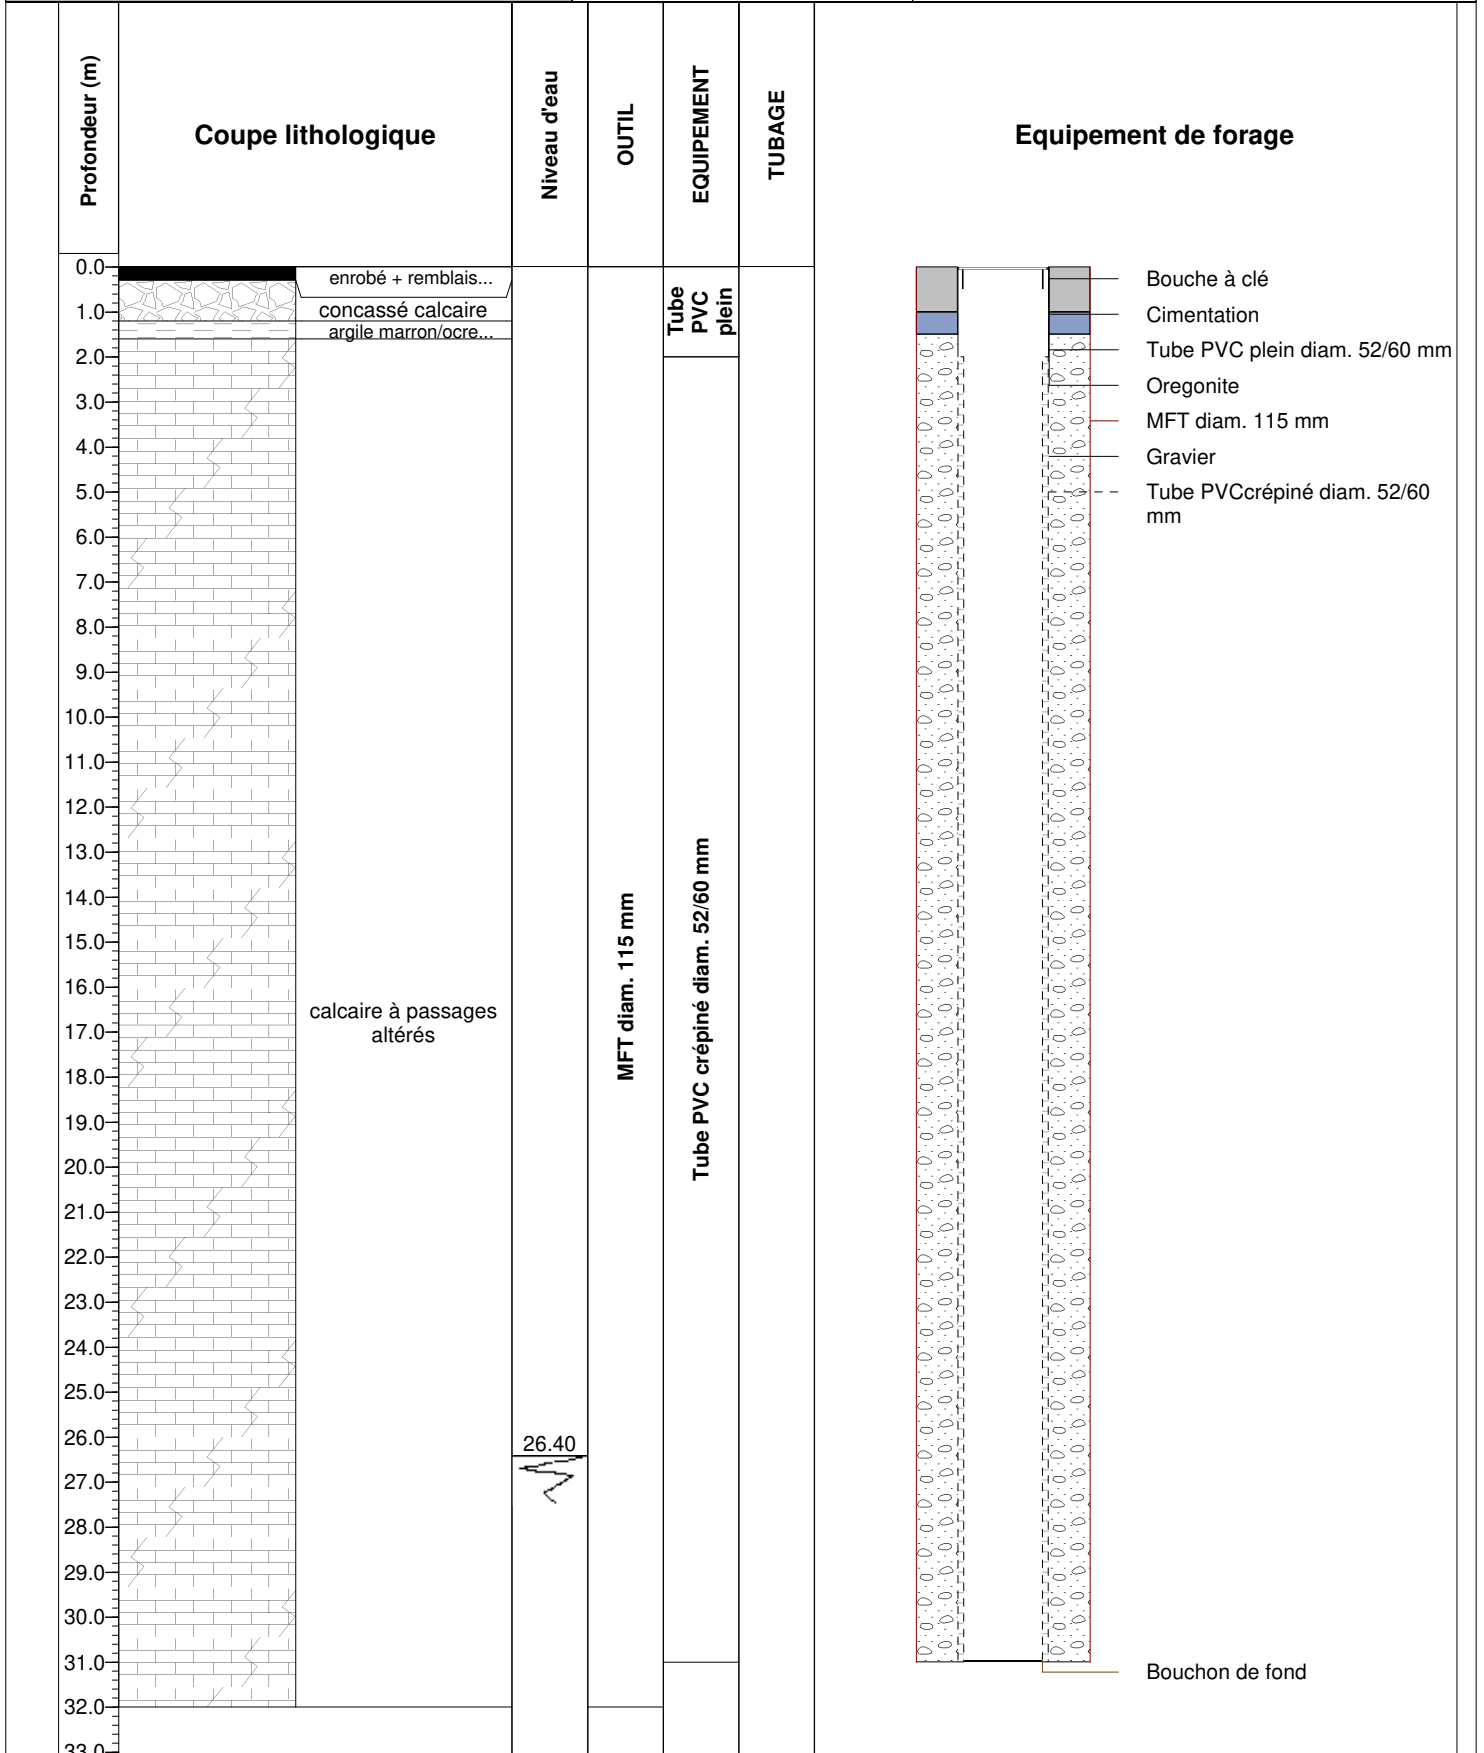 Profondeur (m)
Coupe lithologique
Niveau d'eau
OUTIL
EQUIPEMENT
TUBAGE
Equipement de forage
0.0
1.0
2.0
3.0
4.0
5.0
6.0
7.0
8.0
9.0
10.0
11.0
12.0
13.0
14.0
15.0
16.0
17.0
18.0
19.0
20.0
21.0
22.0
23.0
24.0
25.0
26.0
27.0
28.0
29.0
30.0
31.0
32.0
33.0
enrobé + remblais...
concassé calcaire
argile marron/ocre...
calcaire à passages
altérés
26.40
MFT diam. 115 mm
Tube
PVC
plein
Tube PVC crépiné diam. 52/60 mm
Bouche à clé
Cimentation
Tube PVC plein diam. 52/60 mm
Oregonite
MFT diam. 115 mm
Gravier
Tube PVCcrépiné diam. 52/60
mm
Bouchon de fond